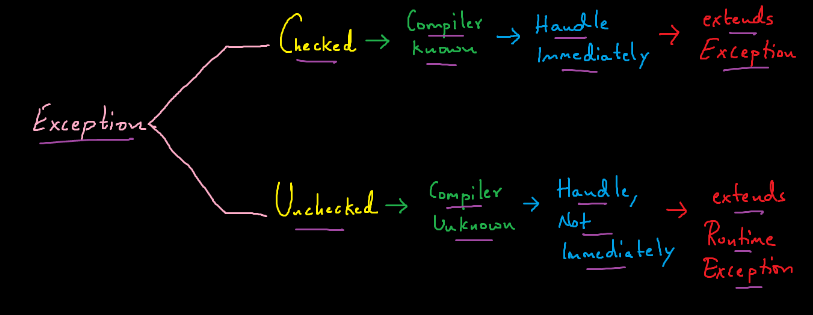 Exception
Checked → Compiler known → Handle Immediately → extends Exception
Unchecked → Compiler Unknown → Handle, Not Immediately → extends Runtime Exception